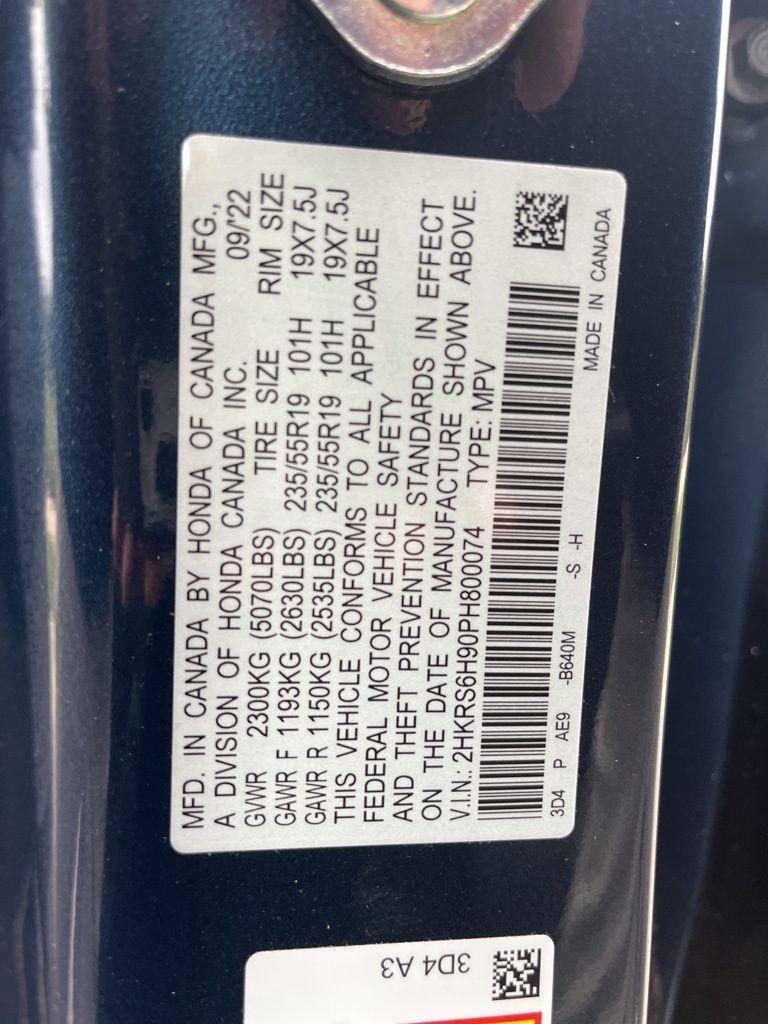 MFD. IN CANADA BY HONDA OF CANADA MFG.,
A DIVISION OF HONDA CANADA INC. 09/'22
GVWR 2300KG (5070LBS) TIRE SIZE RIM SIZE
GAWR F 1193KG (2630LBS) 235/55R19 101H 19X7.5J
GAWR R 1150KG (2535LBS) 235/55R19 101H 19X7.5J
THIS VEHICLE CONFORMS TO ALL APPLICABLE
FEDERAL MOTOR VEHICLE SAFETY
AND THEFT PREVENTION STANDARDS IN EFFECT
ON THE DATE OF MANUFACTURE SHOWN ABOVE.
V.I.N.: 2HKRS6H90PH800074 TYPE: MPV
3D4 P AE9 -B640M -S -H MADE IN CANADA
3D4 A3